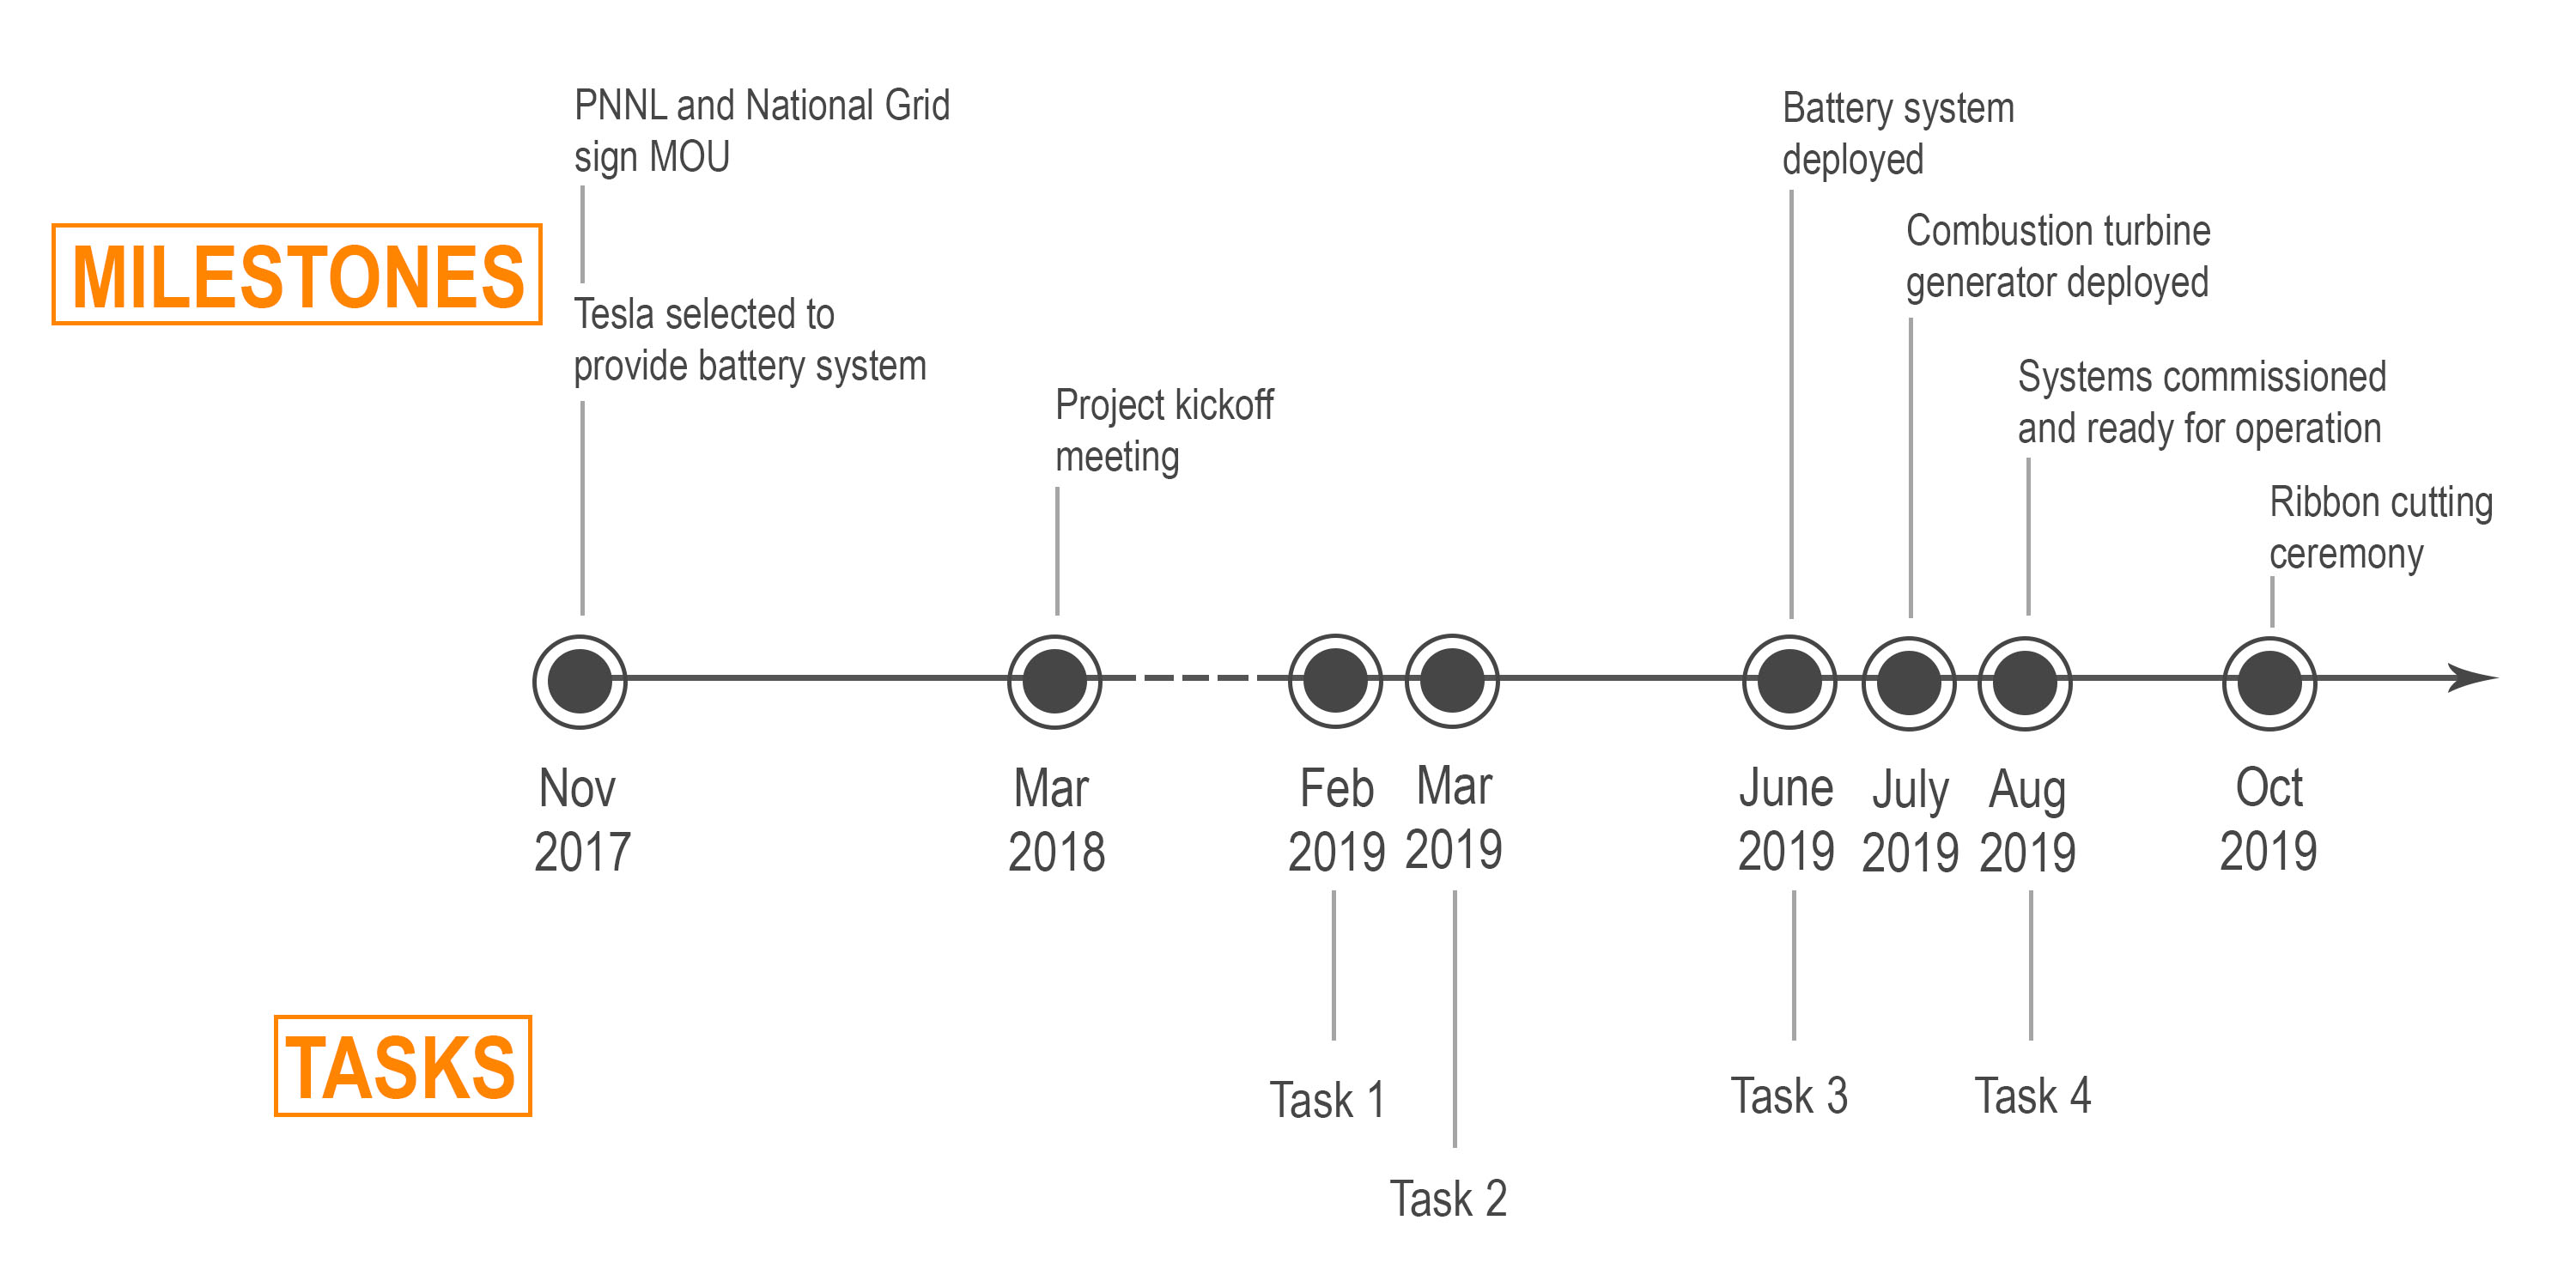 PNNL and National Grid
sign MOU
MILESTONES
Tesla selected to
provide battery system
Project kickoff
meeting
Battery system
deployed
Combustion turbine
generator deployed
Systems commissioned
and ready for operation
Ribbon cutting
ceremony
Nov
2017
Mar
2018
Feb
2019
Mar
2019
June
2019
July
2019
Aug
2019
Oct
2019
TASKS
Task 1
Task 2
Task 3
Task 4